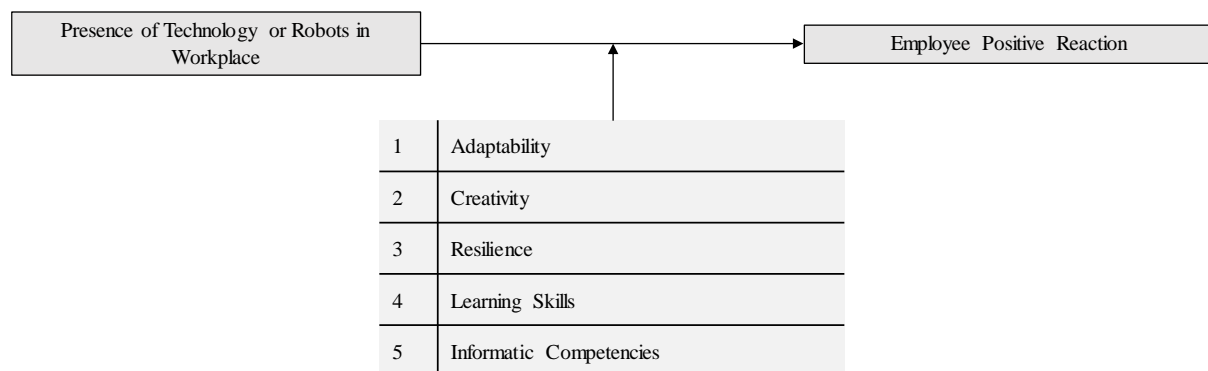 Presence of Technology or Robots in
Workplace
Employee Positive Reaction
1 Adaptability
2 Creativity
3 Resilience
4 Learning Skills
5 Informatic Competencies